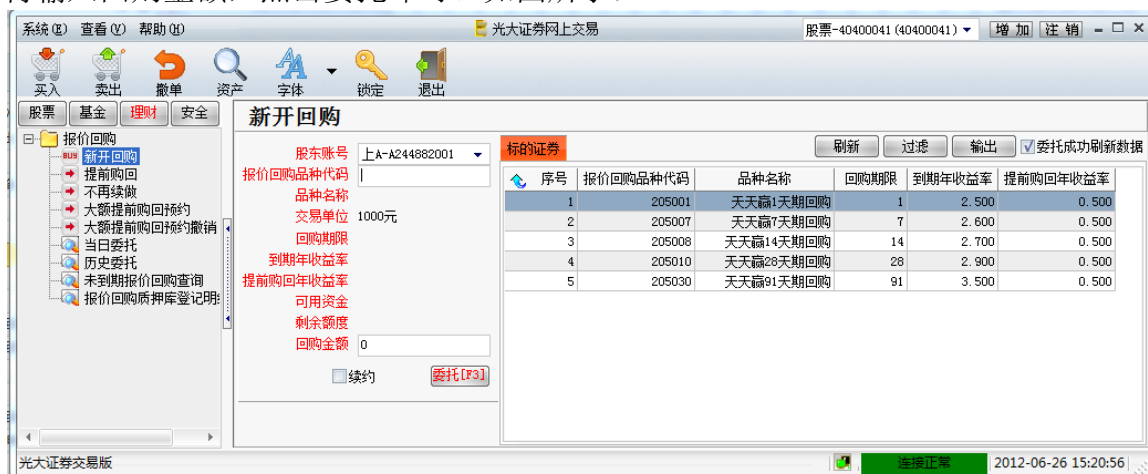 系统(E) 查看(V) 帮助(H) 光大证券网上交易 股票-40400041 (40400041) 增 加 注 销
买入 卖出 撤单 资产 字体 锁定 退出
股票 基金 理财 安全 新开回购
报价回购
BUS 新开回购
提前购回
不再续做
大额提前购回预约
大额提前购回预约撤销
当日委托
历史委托
未到期报价回购查询
报价回购质押库登记明
股东账号 上A-A244882001
报价回购品种代码
品种名称
交易单位 1000元
回购期限
到期年收益率
提前购回年收益率
可用资金
剩余额度
回购金额 0
续约 委托[F3]
标的证券 刷新 过滤 输出 委托成功刷新数据
序号 报价回购品种代码 品种名称 回购期限 到期年收益率 提前购回年收益率
1 205001 天天赢1天期回购 1 2.500 0.500
2 205007 天天赢7天期回购 7 2.600 0.500
3 205008 天天赢14天期回购 14 2.700 0.500
4 205010 天天赢28天期回购 28 2.900 0.500
5 205030 天天赢91天期回购 91 3.500 0.500
光大证券交易版 连接正常 2012-06-26 15:20:56